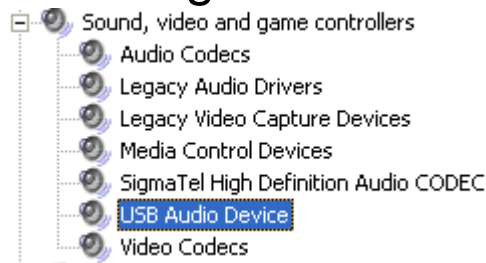 Sound, video and game controllers
Audio Codecs
Legacy Audio Drivers
Legacy Video Capture Devices
Media Control Devices
SigmaTel High Definition Audio CODEC
USB Audio Device
Video Codecs